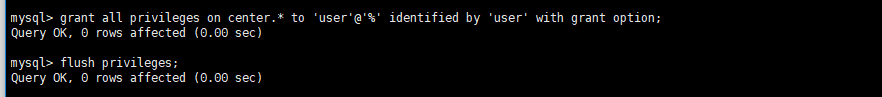 mysql> grant all privileges on center.* to 'user'@'%' identified by 'user' with grant option;
Query OK, 0 rows affected (0.00 sec)
mysql> flush privileges;
Query OK, 0 rows affected (0.00 sec)